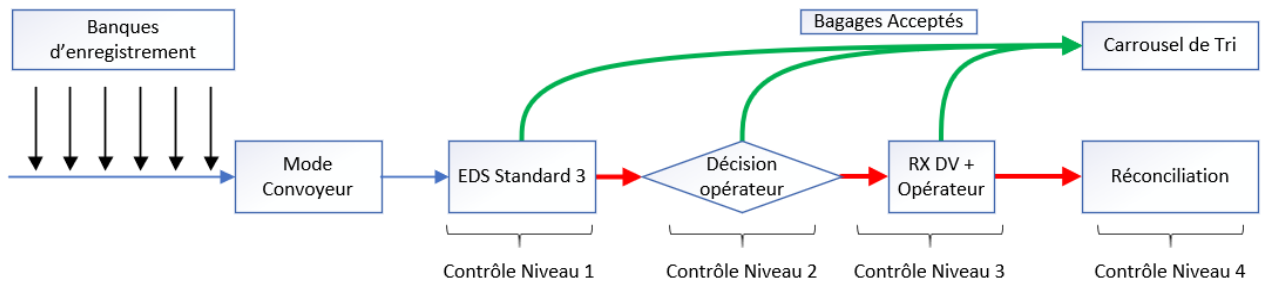 Banques
d’enregistrement
Bagages Acceptés
Carrousel de Tri
Mode
Convoyeur
EDS Standard 3
Décision
opérateur
RX DV +
Opérateur
Réconciliation
Contrôle Niveau 1
Contrôle Niveau 2
Contrôle Niveau 3
Contrôle Niveau 4